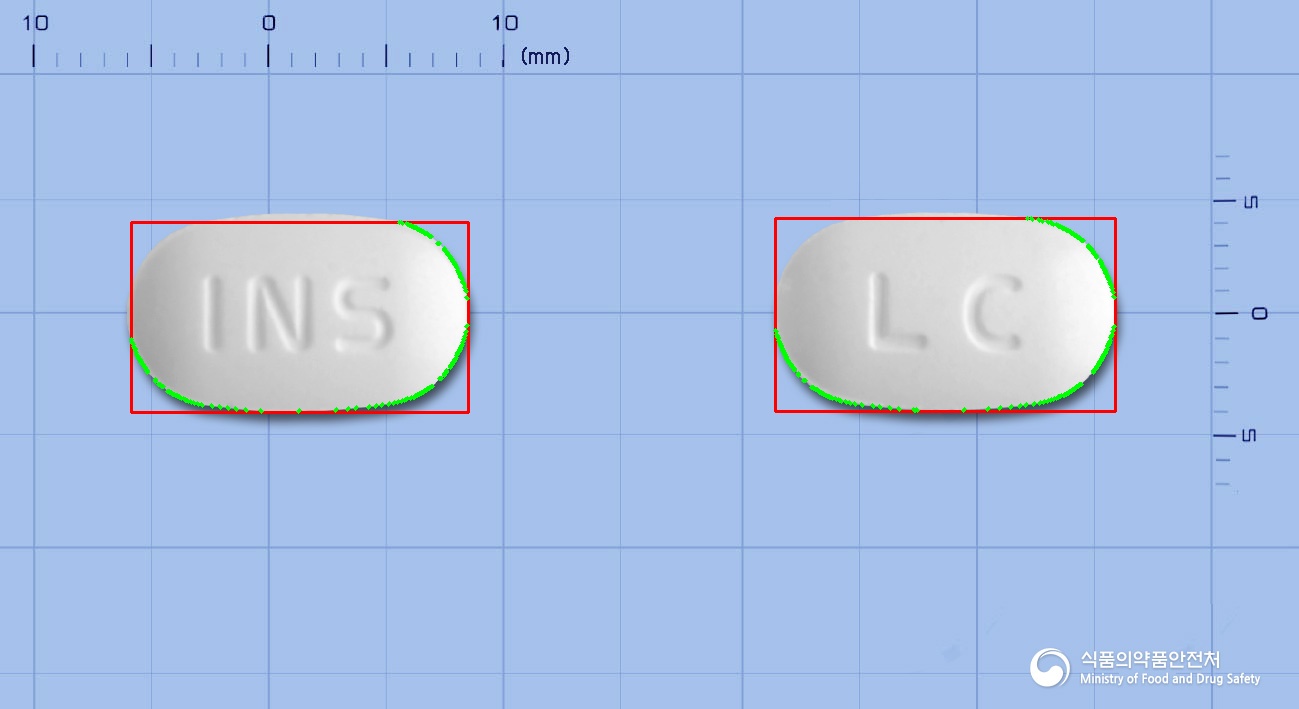 10 0 10
(mm)
5
0
5
INS
LC
식품의약품안전처
Ministry of Food and Drug Safety